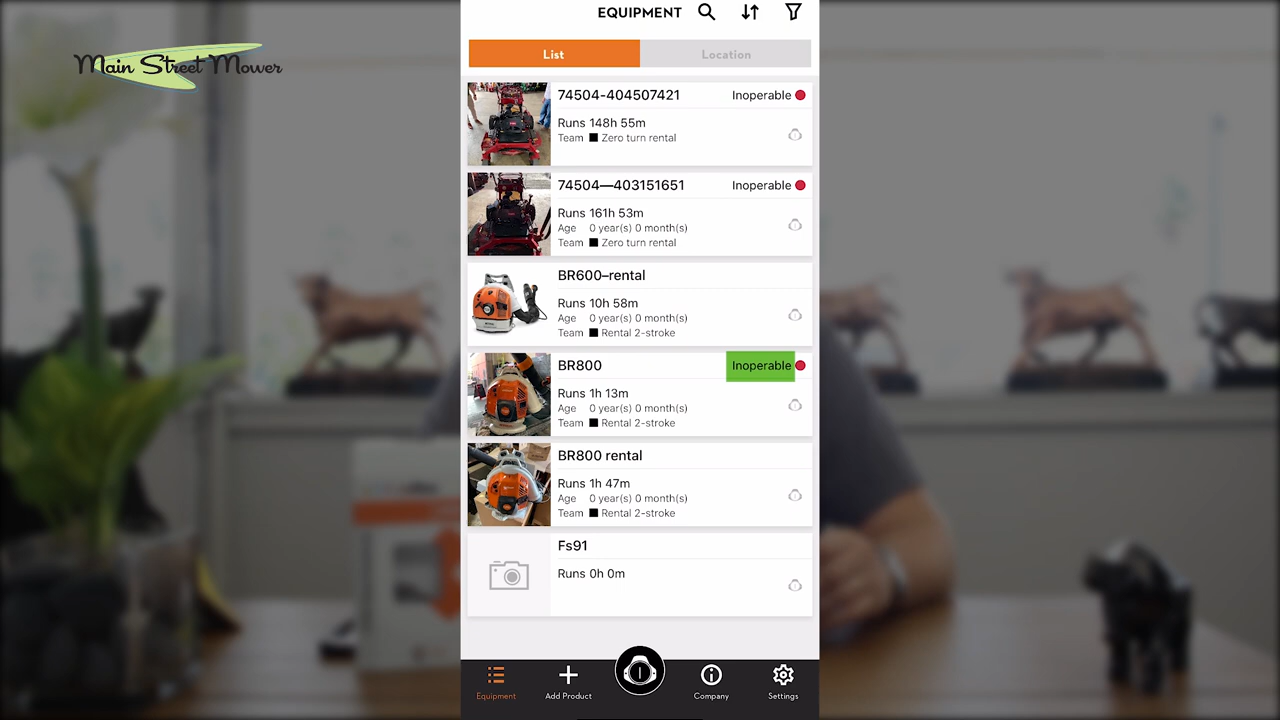 Main Street Mower
EQUIPMENT
List
Location
74504-404507421
Inoperable
Runs 148h 55m
Team Zero turn rental
74504—403151651
Inoperable
Runs 161h 53m
Age 0 year(s) 0 month(s)
Team Zero turn rental
BR600–rental
Runs 10h 58m
Age 0 year(s) 0 month(s)
Team Rental 2-stroke
BR800
Inoperable
Runs 1h 13m
Age 0 year(s) 0 month(s)
Team Rental 2-stroke
BR800 rental
Runs 1h 47m
Age 0 year(s) 0 month(s)
Team Rental 2-stroke
Fs91
Runs 0h 0m
Equipment
Add Product
Company
Settings